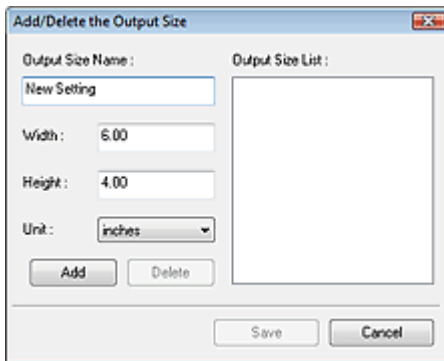 Add/Delete the Output Size
Output Size Name :
Output Size List :
New Setting
Width :
6.00
Height :
4.00
Unit :
inches
Add
Delete
Save
Cancel